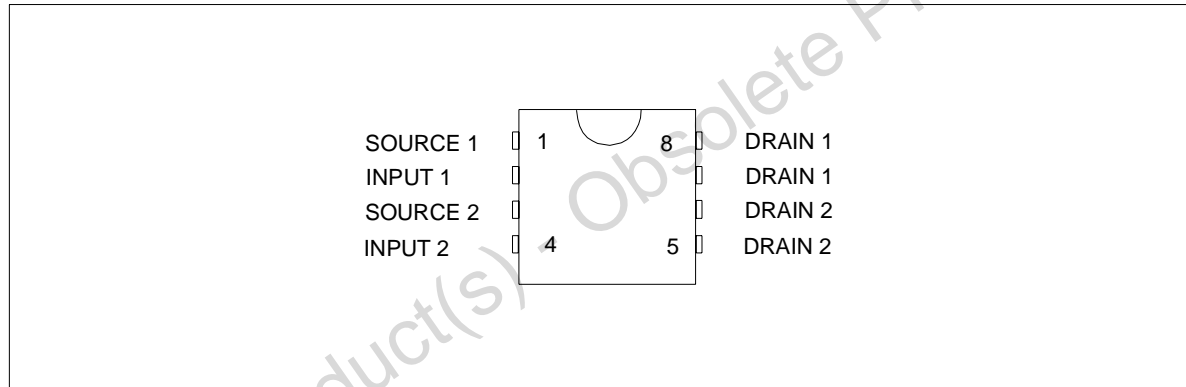 SOURCE 1 1 8 DRAIN 1
INPUT 1 DRAIN 1
SOURCE 2 DRAIN 2
INPUT 2 4 5 DRAIN 2
duct(s) - Obsolete P